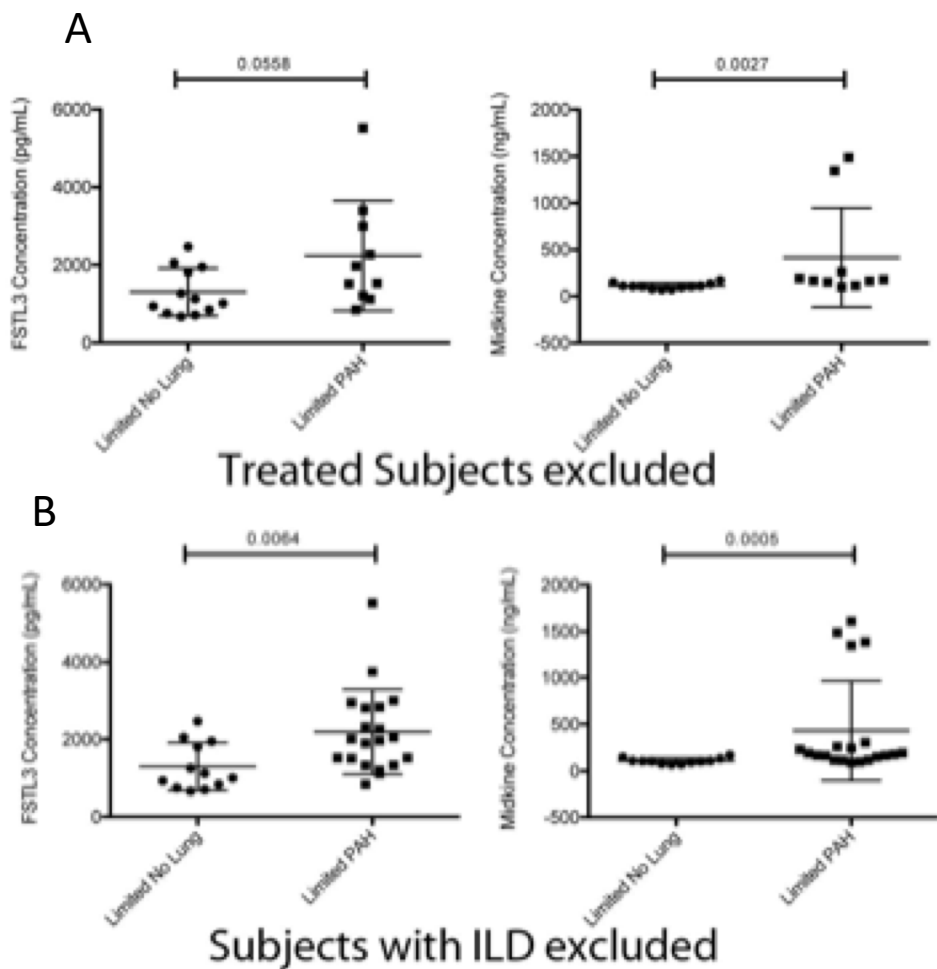 A
0.0558
0.0027
FSTL3 Concentration (pg/mL)
6000
4000
2000
0
Limited No Lung
Limited PAH
Midkine Concentration (ng/mL)
2000
1500
1000
500
0
-500
Limited No Lung
Limited PAH
Treated Subjects excluded
B
0.0064
0.0005
FSTL3 Concentration (pg/mL)
6000
4000
2000
0
Limited No Lung
Limited PAH
Midkine Concentration (ng/mL)
2000
1500
1000
500
0
-500
Limited No Lung
Limited PAH
Subjects with ILD excluded